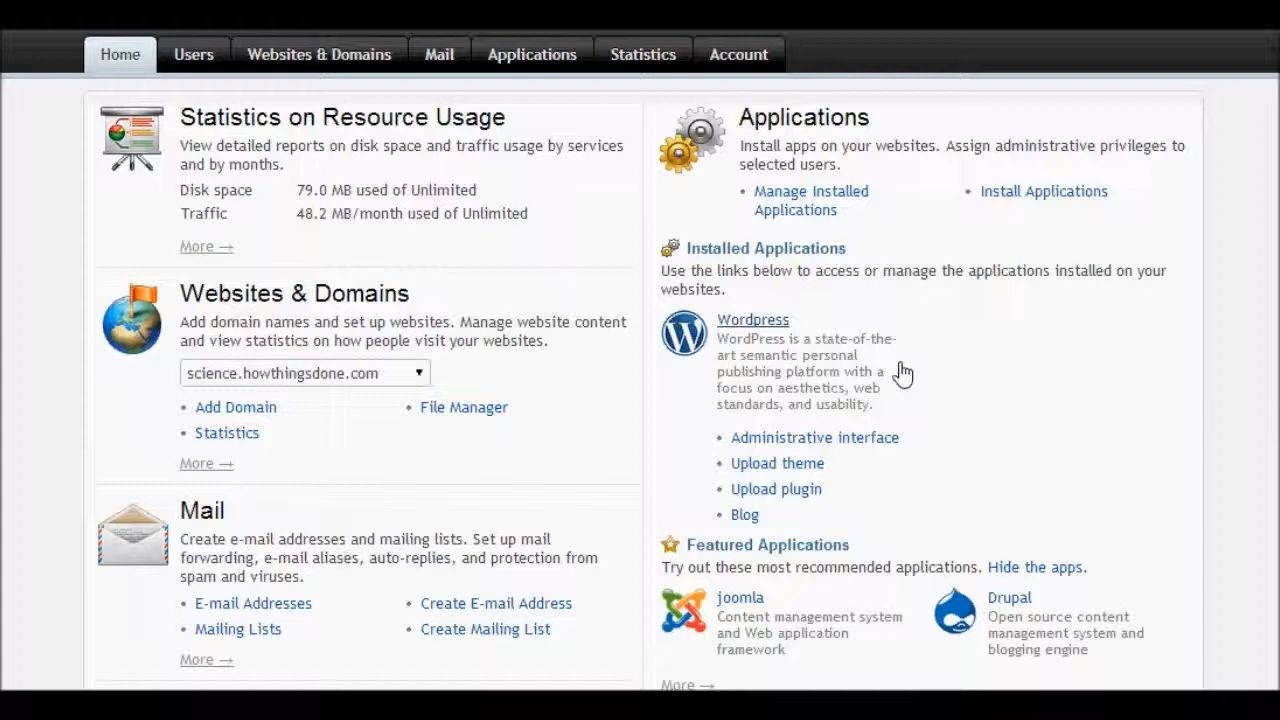 Home Users Websites & Domains Mail Applications Statistics Account
Statistics on Resource Usage
View detailed reports on disk space and traffic usage by services
and by months.
Disk space 79.0 MB used of Unlimited
Traffic 48.2 MB/month used of Unlimited
More →
Websites & Domains
Add domain names and set up websites. Manage website content
and view statistics on how people visit your websites.
science.howthingsdone.com
• Add Domain • File Manager
• Statistics
More →
Mail
Create e-mail addresses and mailing lists. Set up mail
forwarding, e-mail aliases, auto-replies, and protection from
spam and viruses.
• E-mail Addresses • Create E-mail Address
• Mailing Lists • Create Mailing List
More →
Applications
Install apps on your websites. Assign administrative privileges to
selected users.
• Manage Installed • Install Applications
Applications
Installed Applications
Use the links below to access or manage the applications installed on your
websites.
Wordpress
WordPress is a state-of-the-
art semantic personal
publishing platform with a
focus on aesthetics, web
standards, and usability.
• Administrative interface
• Upload theme
• Upload plugin
• Blog
Featured Applications
Try out these most recommended applications. Hide the apps.
joomla
Content management system
and Web application
framework
Drupal
Open source content
management system and
blogging engine
More →